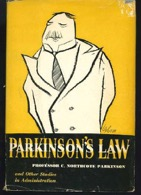 PARKINSON'S LAW
PROFESSOR C. NORTHCOTE PARKINSON
and Other Studies
in Administration